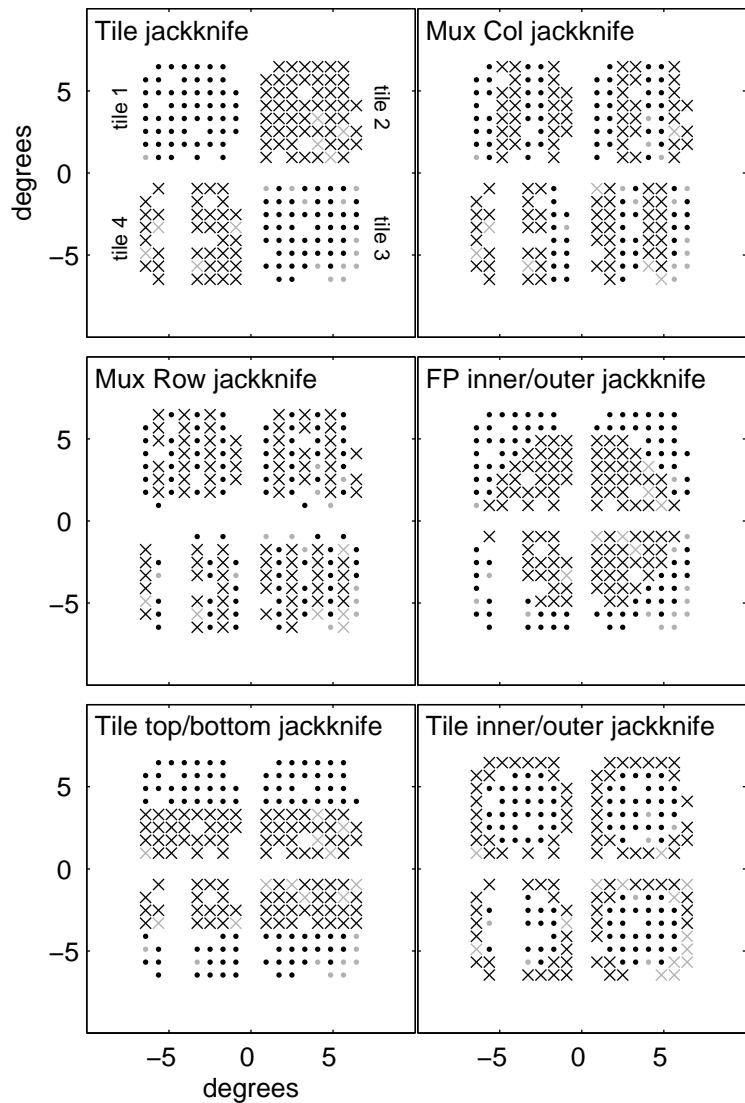 Tile jackknife
Mux Col jackknife
5
0
−5
degrees
tile 1
tile 2
tile 4
tile 3
Mux Row jackknife
FP inner/outer jackknife
5
0
−5
Tile top/bottom jackknife
Tile inner/outer jackknife
5
0
−5
−5 0 5
−5 0 5
degrees